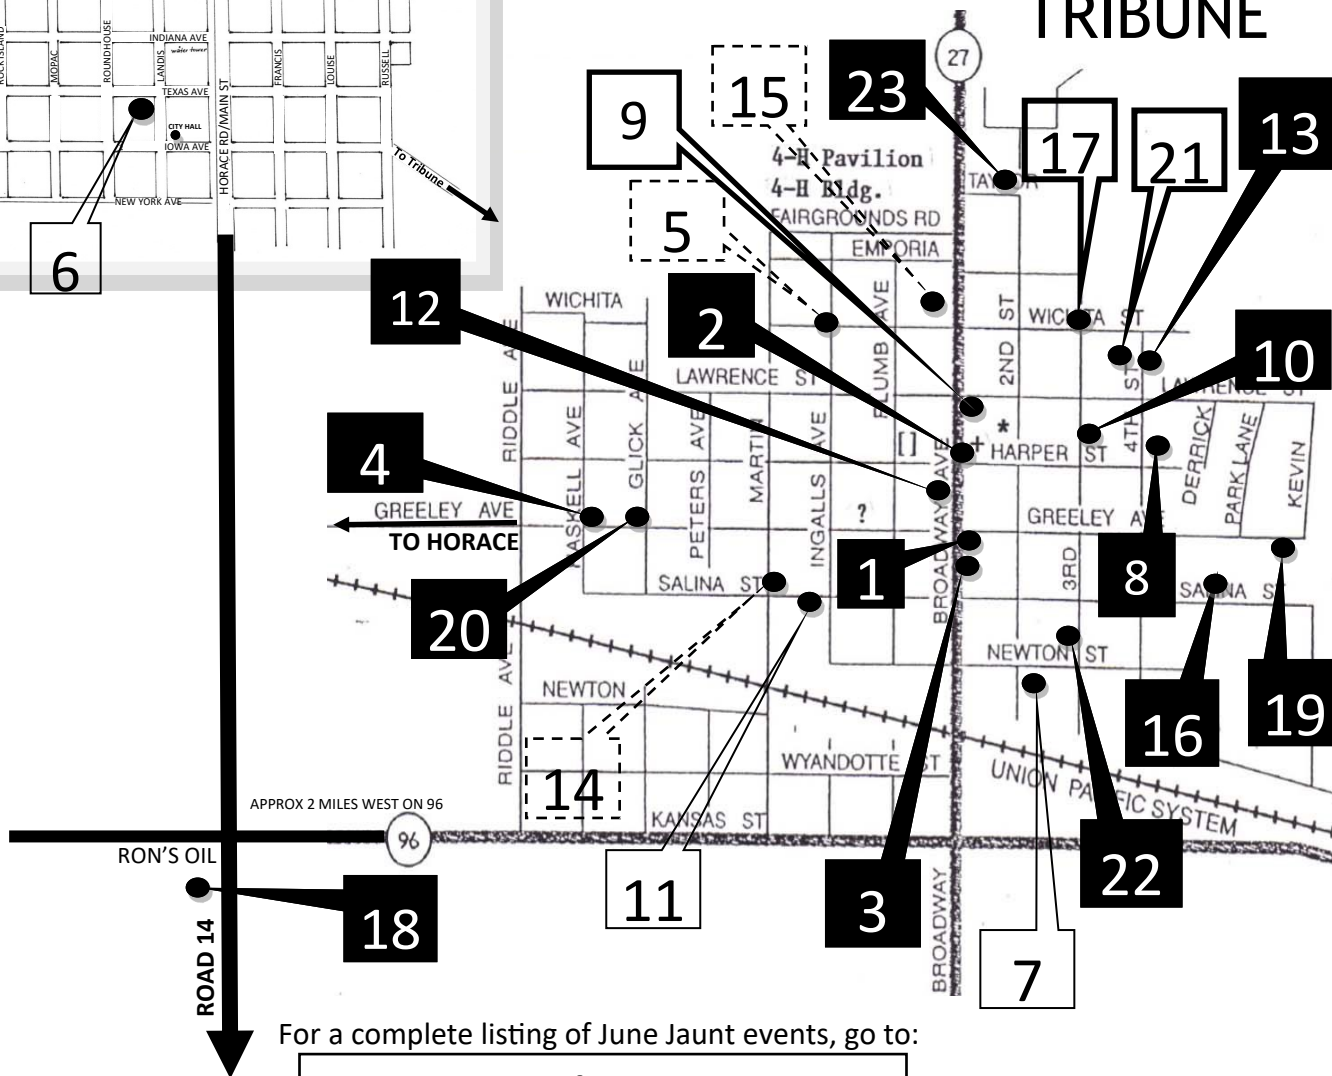 TRIBUNE
ROUNDHOUSE
MOPAC
LANDIS
INDIANA AVE
water tower
FRANCIS
LOUISE
RUSSELL
TEXAS AVE
CITY HALL
IOWA AVE
HORACE RD/MAIN ST
NEW YORK AVE
To Tribune
6
27
23
15
9
17
21
13
4-H Pavilion
4-H Bldg.
TAYLOR
FAIRGROUNDS RD
EMPORIA
5
12
2
10
WICHITA
WICHITA ST
RIDDLE AVE
GLICK AVE
PLUMB AVE
2ND ST
4TH ST
LAWRENCE ST
LAWRENCE ST
HASKELL AVE
PETERS AVE
MARTIN
INGALLS AVE
BROADWAY AVE
[ ]
+
*
HARPER ST
DERRICK
PARK LANE
KEVIN
4
GREELEY AVE
TO HORACE
?
GREELEY AVE
1
8
3RD
20
SALINA ST
SALINA ST
NEWTON ST
16
19
RIDDLE AVE
NEWTON
14
WYANDOTTE ST
UNION PACIFIC SYSTEM
APPROX 2 MILES WEST ON 96
KANSAS ST
96
RON'S OIL
18
11
3
22
7
BROADWAY
ROAD 14
For a complete listing of June Jaunt events, go to: